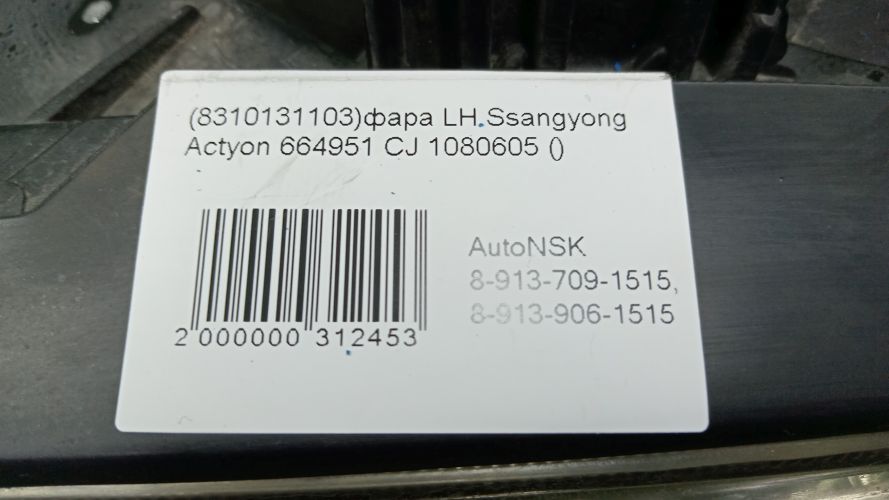 (8310131103)фара LH.Ssangyong
Actyon 664951 CJ 1080605 ()
AutoNSK
8-913-709-1515,
8-913-906-1515
2 000000 312453